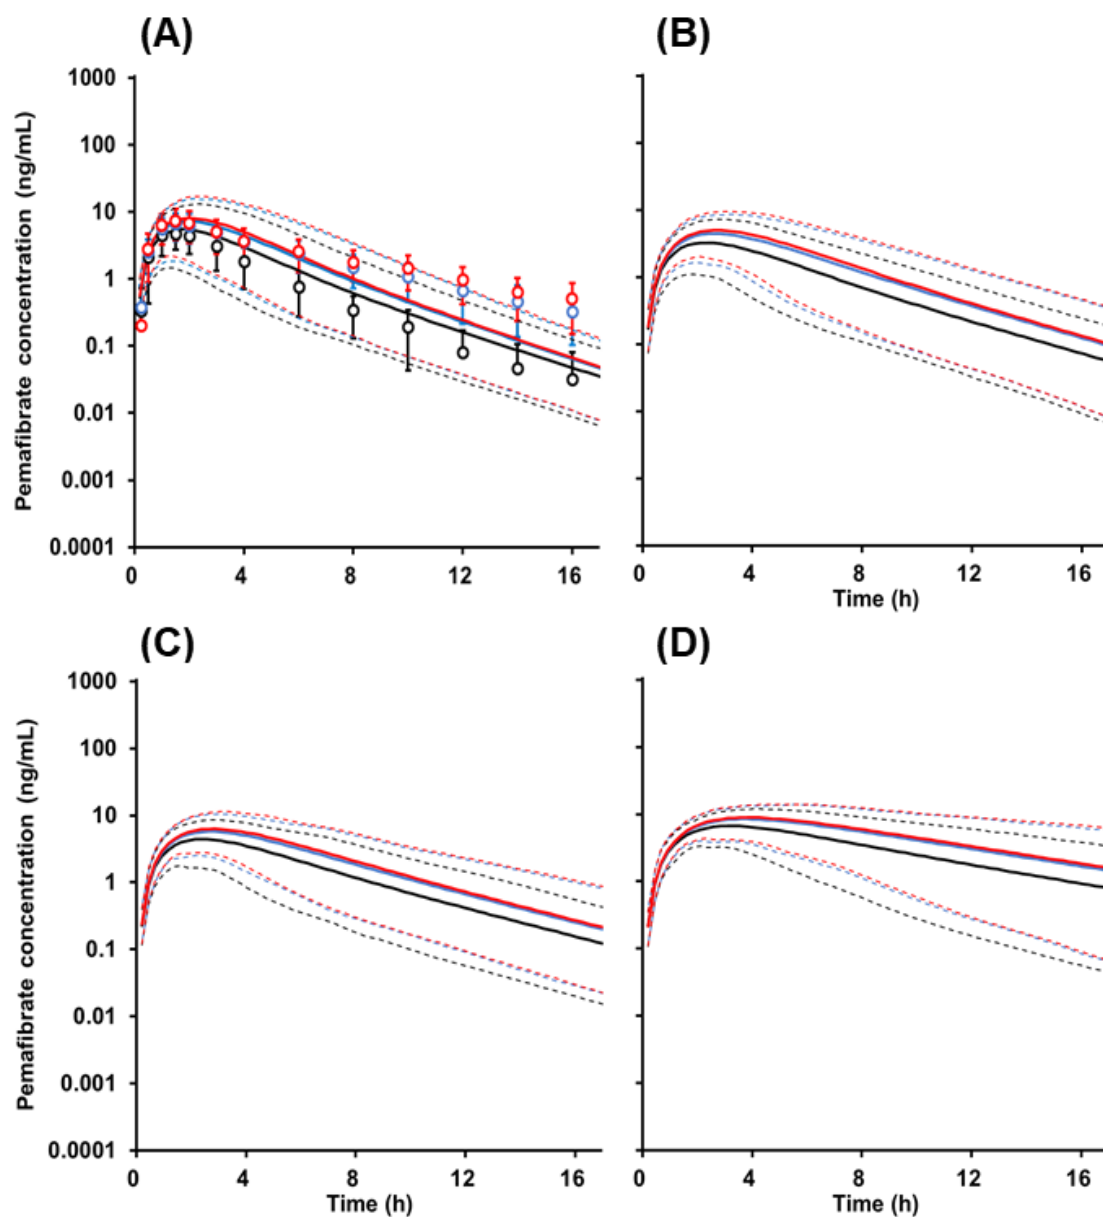 (A)
(B)
Pemafibrate concentration (ng/mL)
1000
100
10
1
0.1
0.01
0.001
0.0001
0 4 8 12 16
0 4 8 12 16
Time (h)
(C)
(D)
Pemafibrate concentration (ng/mL)
1000
100
10
1
0.1
0.01
0.001
0.0001
0 4 8 12 16
Time (h)
0 4 8 12 16
Time (h)